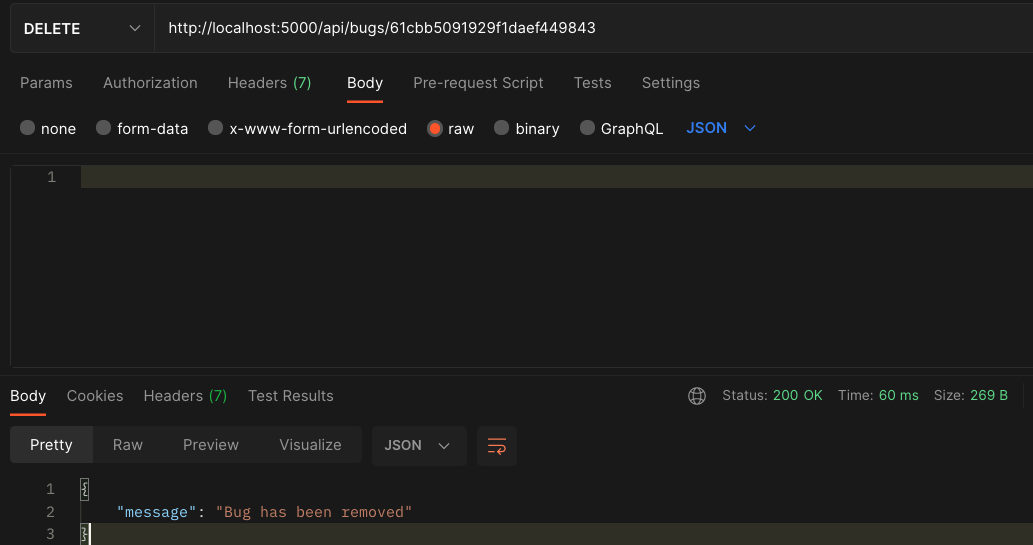 DELETE http://localhost:5000/api/bugs/61cbb5091929f1daef449843
Params Authorization Headers (7) Body Pre-request Script Tests Settings
none form-data x-www-form-urlencoded raw binary GraphQL JSON
1
Body Cookies Headers (7) Test Results Status: 200 OK Time: 60 ms Size: 269 B
Pretty Raw Preview Visualize JSON
1 {
2 "message": "Bug has been removed"
3 }